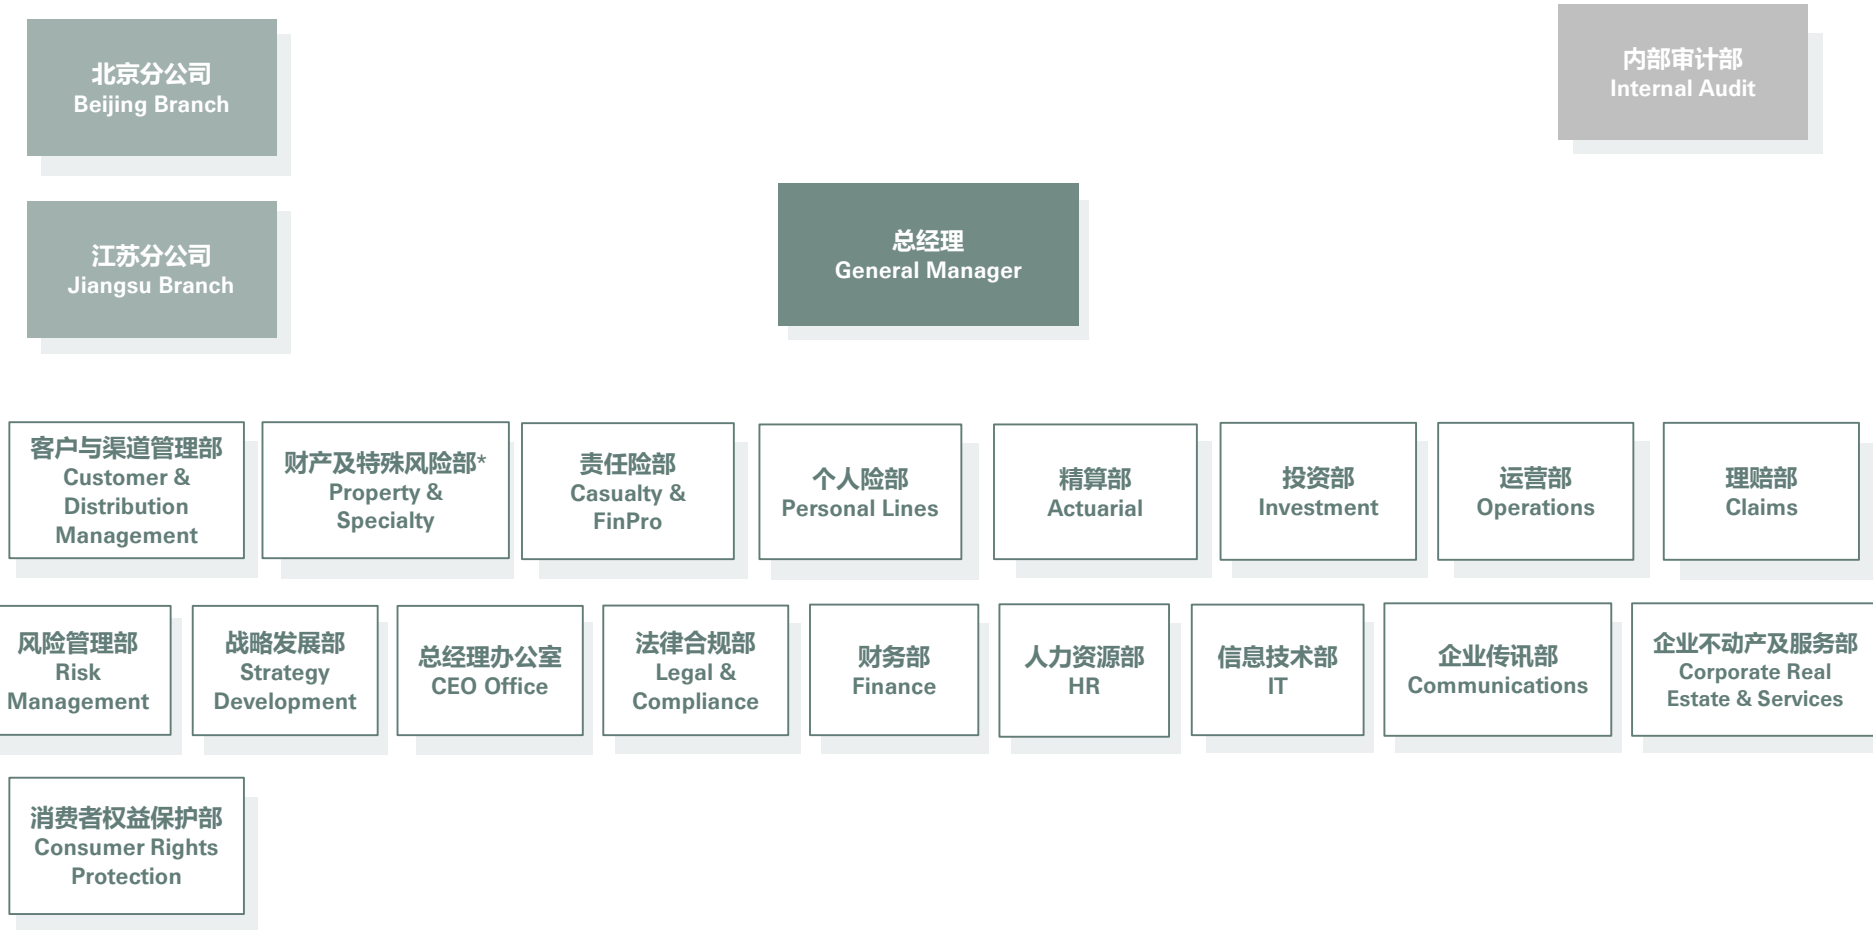 北京分公司
Beijing Branch
内部审计部
Internal Audit
江苏分公司
Jiangsu Branch
总经理
General Manager
客户与渠道管理部
Customer &
Distribution
Management
财产及特殊风险部*
Property &
Specialty
责任险部
Casualty &
FinPro
个人险部
Personal Lines
精算部
Actuarial
投资部
Investment
运营部
Operations
理赔部
Claims
风险管理部
Risk
Management
战略发展部
Strategy
Development
总经理办公室
CEO Office
法律合规部
Legal &
Compliance
财务部
Finance
人力资源部
HR
信息技术部
IT
企业传讯部
Communications
企业不动产及服务部
Corporate Real
Estate & Services
消费者权益保护部
Consumer Rights
Protection